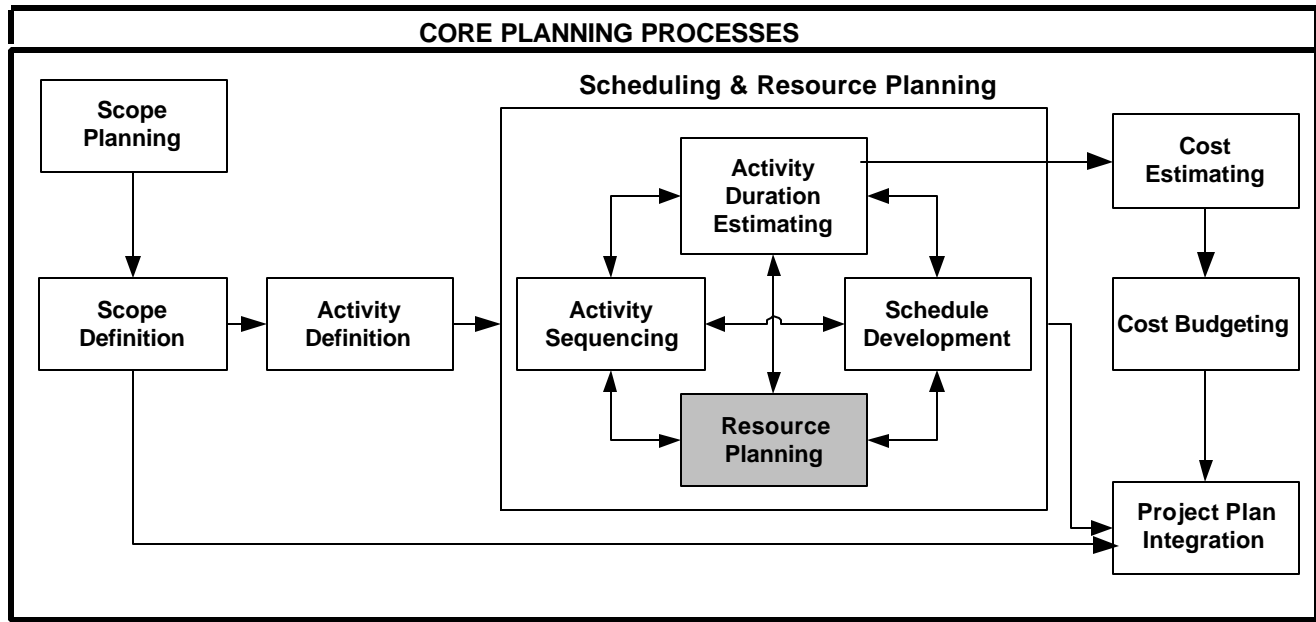 CORE PLANNING PROCESSES
Scheduling & Resource Planning
Scope
Planning
Activity
Duration
Estimating
Cost
Estimating
Scope
Definition
Activity
Definition
Activity
Sequencing
Schedule
Development
Cost Budgeting
Resource
Planning
Project Plan
Integration